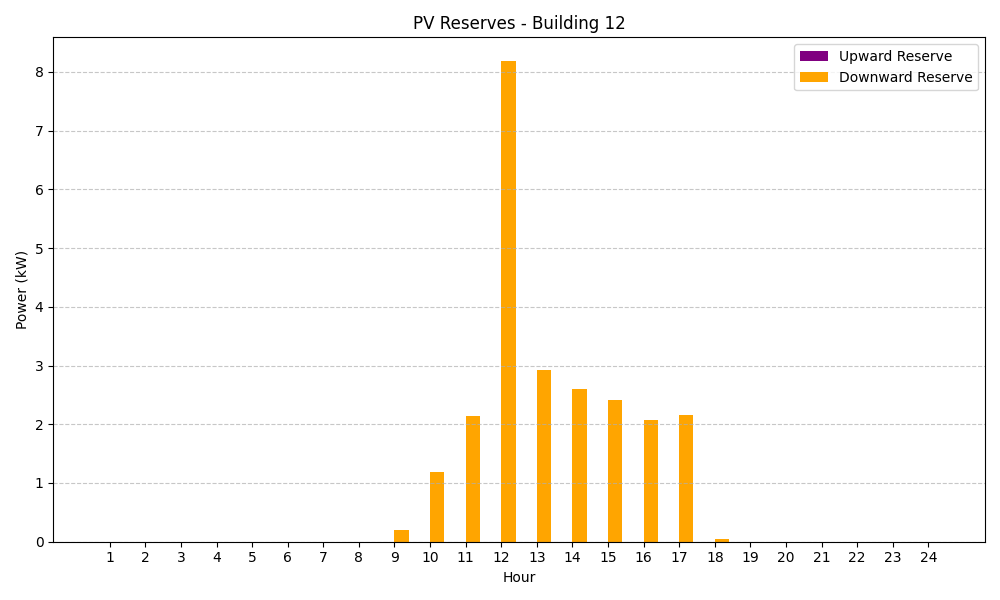 PV Reserves - Building 12
Upward Reserve
Downward Reserve
8
7
6
5
4
3
2
1
0
Power (kW)
1 2 3 4 5 6 7 8 9 10 11 12 13 14 15 16 17 18 19 20 21 22 23 24
Hour